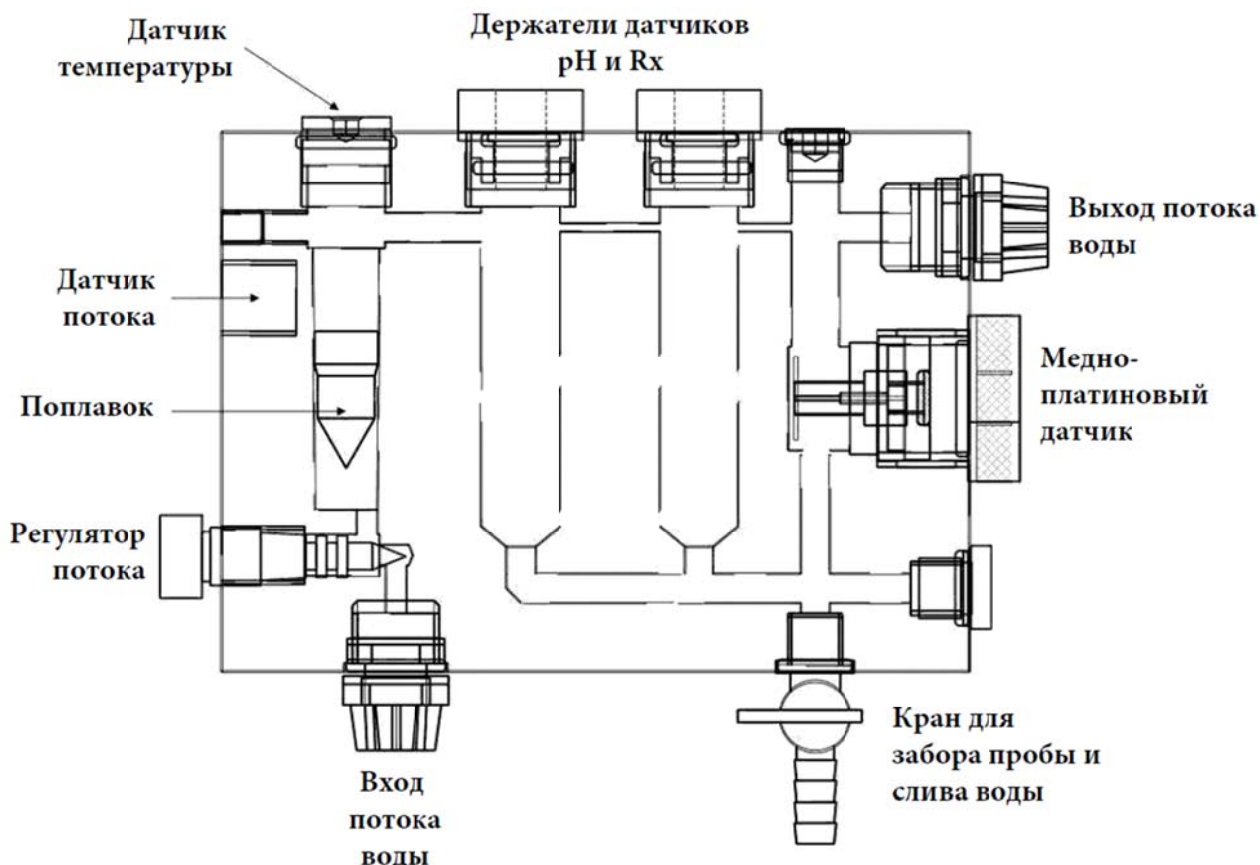 Датчик
температуры
Держатели датчиков
pH и Rx
Выход потока
воды
Датчик
потока
Медно-
платиновый
датчик
Поплавок
Регулятор
потока
Кран для
забора пробы и
слива воды
Вход
потока
воды